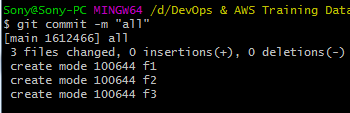 Sony@Sony-PC MINGW64 /d/DevOps & AWS Training Data
$ git commit -m "all"
[main 1612466] all
 3 files changed, 0 insertions(+), 0 deletions(-)
 create mode 100644 f1
 create mode 100644 f2
 create mode 100644 f3